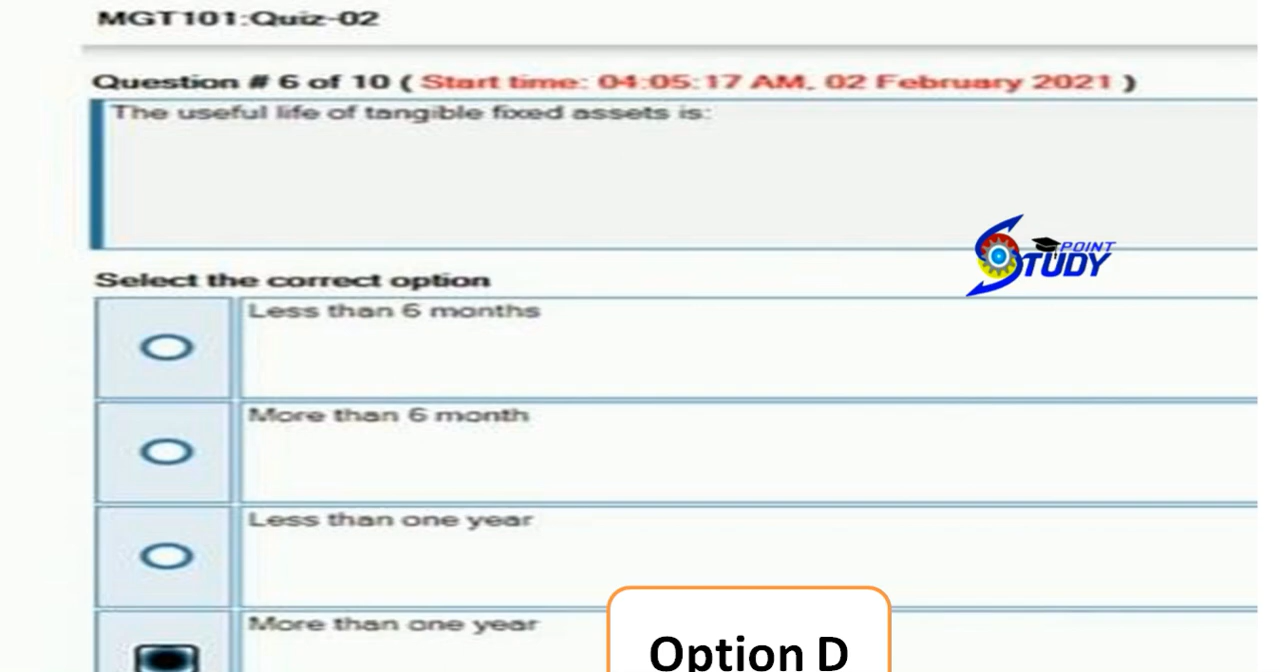 MGT101:Quiz-02
Question # 6 of 10 ( Start time: 04:05:17 AM, 02 February 2021 )
The useful life of tangible fixed assets is:
POINT
STUDY
Select the correct option
Less than 6 months
More than 6 month
Less than one year
More than one year
Option D